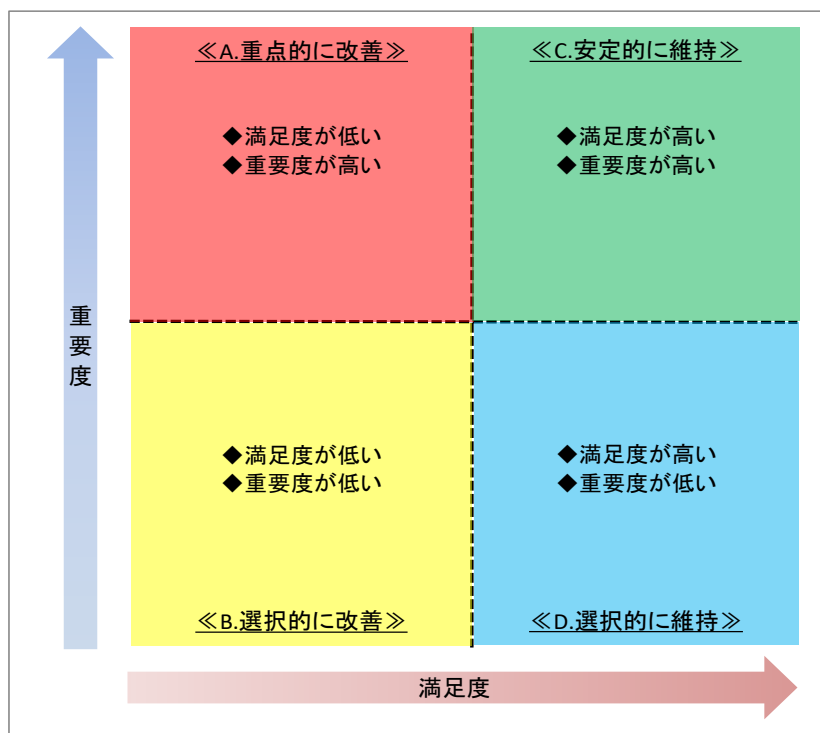 ≪A.重点的に改善≫
◆満足度が低い
◆重要度が高い
≪C.安定的に維持≫
◆満足度が高い
◆重要度が高い
重要度
◆満足度が低い
◆重要度が低い
≪B.選択的に改善≫
◆満足度が高い
◆重要度が低い
≪D.選択的に維持≫
満足度